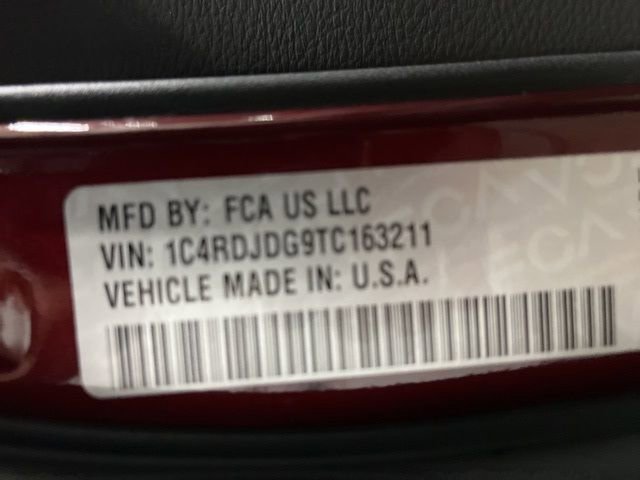 MFD BY: FCA US LLC
VIN: 1C4RDJDG9TC163211
VEHICLE MADE IN: U.S.A.